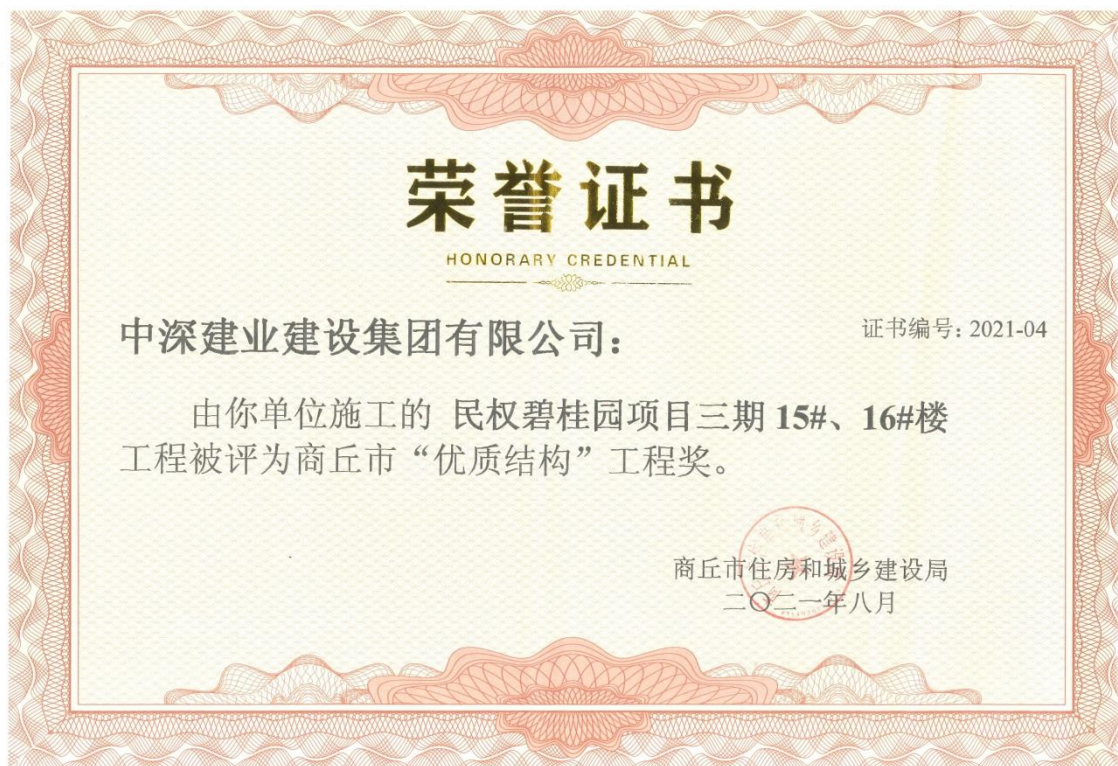 荣誉证书
HONORARY CREDENTIAL
中深建业建设集团有限公司:
证书编号: 2021-04
由你单位施工的 民权碧桂园项目三期 15#、16#楼
工程被评为商丘市“优质结构”工程奖。
商丘市住房和城乡建设局
二〇二一年八月